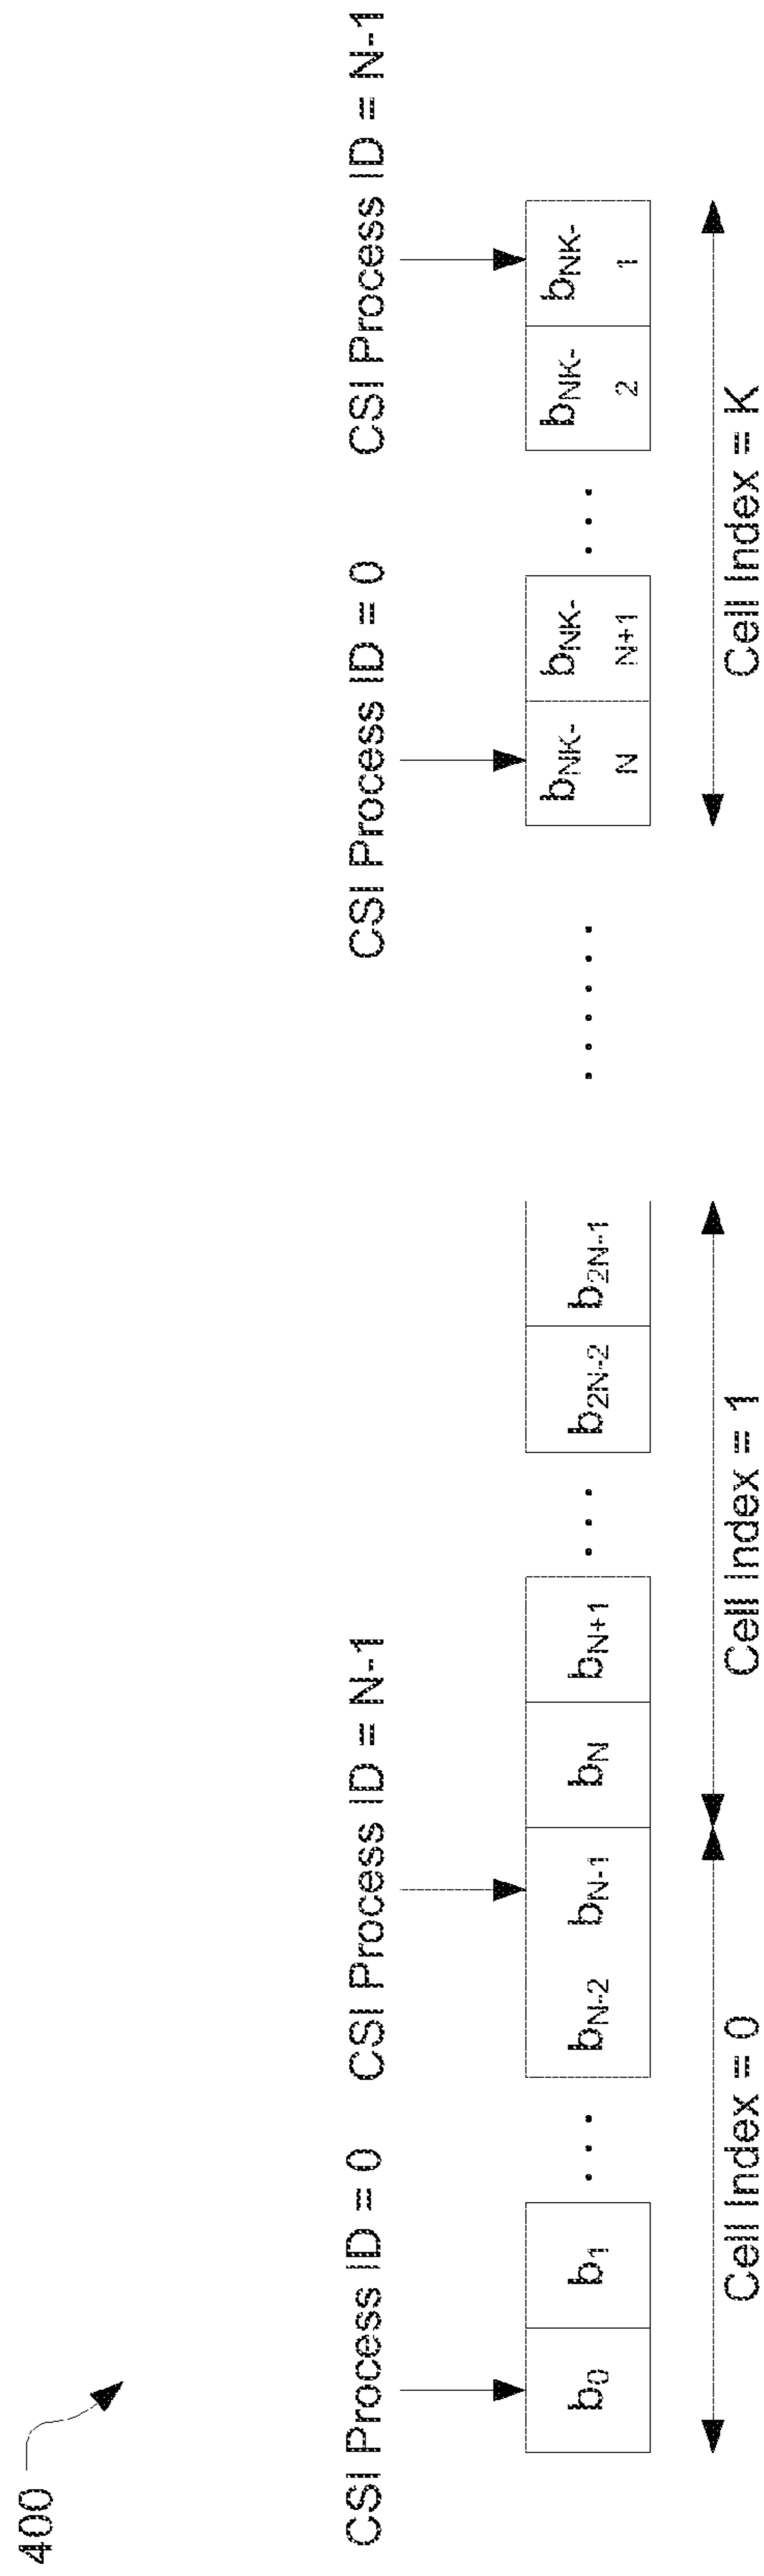 400
CSI Process ID = 0
CSI Process ID = N-1
CSI Process ID = 0
CSI Process ID = N-1
b0 b1 ... bN-2 bN-1 bN bN+1 ... b2N-2 b2N-1 ...... bNK-N bNK-N+1 ... bNK-2 bNK-1
Cell Index = 0
Cell Index = 1
Cell Index = K